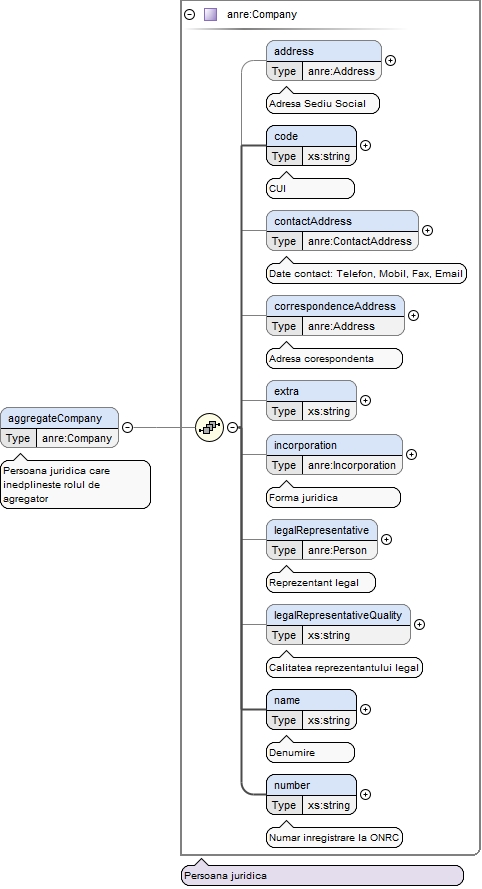 anre:Company
address
Type anre:Address
Adresa Sediu Social
code
Type xs:string
CUI
contactAddress
Type anre:ContactAddress
Date contact: Telefon, Mobil, Fax, Email
correspondenceAddress
Type anre:Address
Adresa corespondenta
extra
Type xs:string
aggregateCompany
Type anre:Company
Persoana juridica care
inedplineste rolul de
agregator
incorporation
Type anre:Incorporation
Forma juridica
legalRepresentative
Type anre:Person
Reprezentant legal
legalRepresentativeQuality
Type xs:string
Calitatea reprezentantului legal
name
Type xs:string
Denumire
number
Type xs:string
Numar inregistrare la ONRC
Persoana juridica